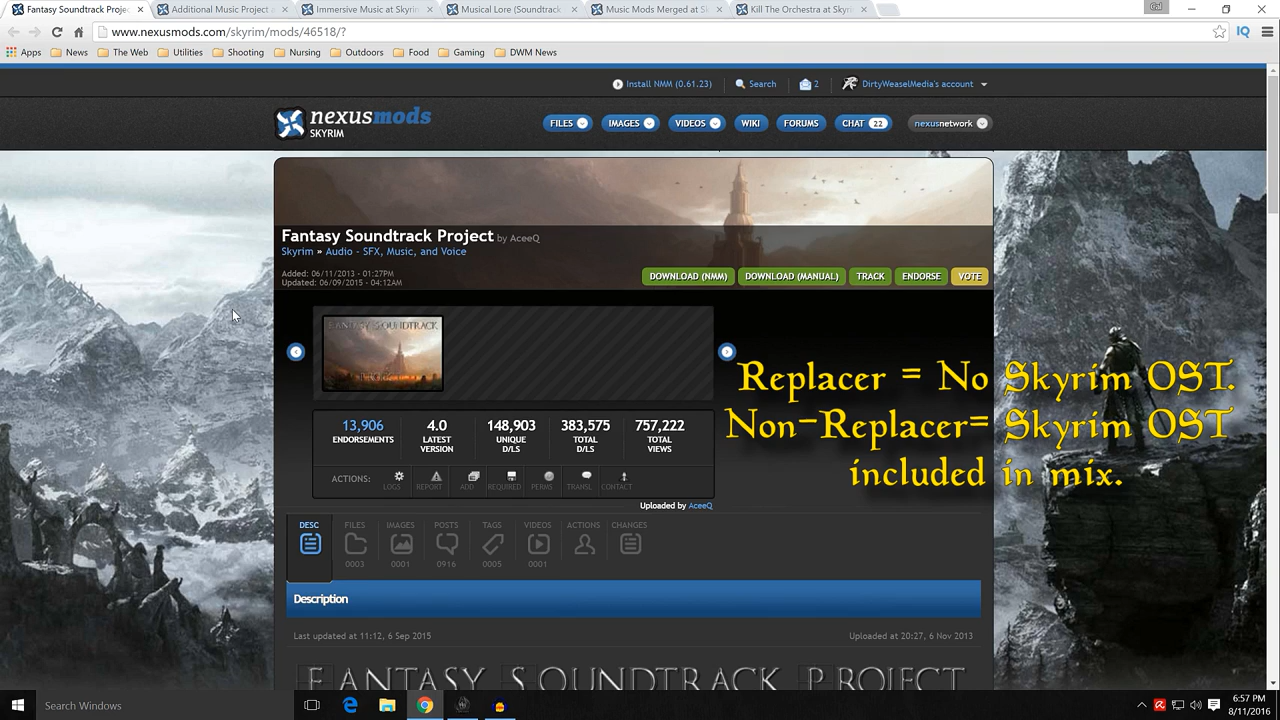 Fantasy Soundtrack Projec
Additional Music Project a
Immersive Music at Skyrim
Musical Lore (Soundtrack
Music Mods Merged at S
Kill The Orchestra at Skyri
www.nexusmods.com/skyrim/mods/46518/?
IQ
Apps
News
The Web
Utilities
Shooting
Nursing
Outdoors
Food
Gaming
DWM News
Install NMM (0.61.23)
Search
2
DirtyWeaselMedia's account
nexusmods
SKYRIM
FILES
IMAGES
VIDEOS
WIKI
FORUMS
CHAT 22
nexusnetwork
Fantasy Soundtrack Project by AceeQ
Skyrim » Audio - SFX, Music, and Voice
Added: 06/11/2013 - 01:27PM
Updated: 06/09/2015 - 04:12AM
DOWNLOAD (NMM)
DOWNLOAD (MANUAL)
TRACK
ENDORSE
VOTE
FANTASY SOUNDTRACK
Replacer = No Skyrim OST.
Non-Replacer= Skyrim OST
included in mix.
13,906
ENDORSEMENTS
4.0
LATEST
VERSION
148,903
UNIQUE
D/LS
383,575
TOTAL
D/LS
757,222
TOTAL
VIEWS
ACTIONS:
LOGS
REPORT
ADD
REQUIRED
PERMS
TRANSL
CONTACT
Uploaded by AceeQ
DESC
FILES
0003
IMAGES
0001
POSTS
0916
TAGS
0005
VIDEOS
0001
ACTIONS
CHANGES
Description
Last updated at 11:12, 6 Sep 2015
Uploaded at 20:27, 6 Nov 2013
FANTASY SOUNDTRACK PROJECT
Search Windows
6:57 PM
8/11/2016